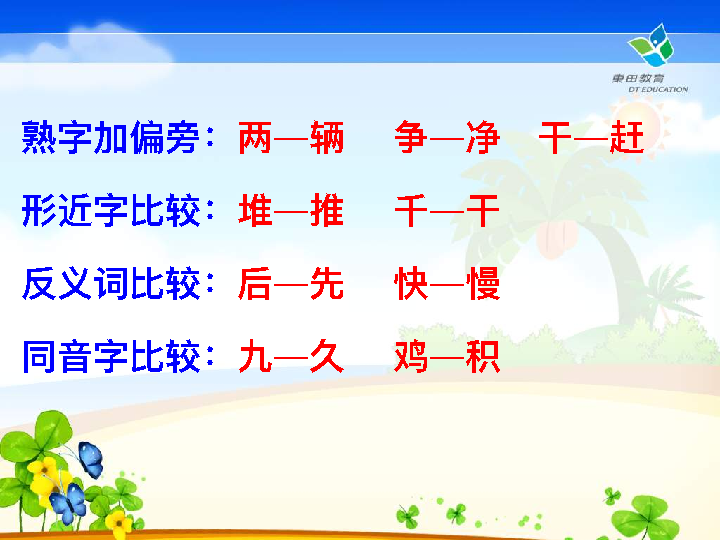 東田教育
DT EDUCATION
熟字加偏旁：两—辆 争—净 干—赶
形近字比较：堆—推 千—干
反义词比较：后—先 快—慢
同音字比较：九—久 鸡—积